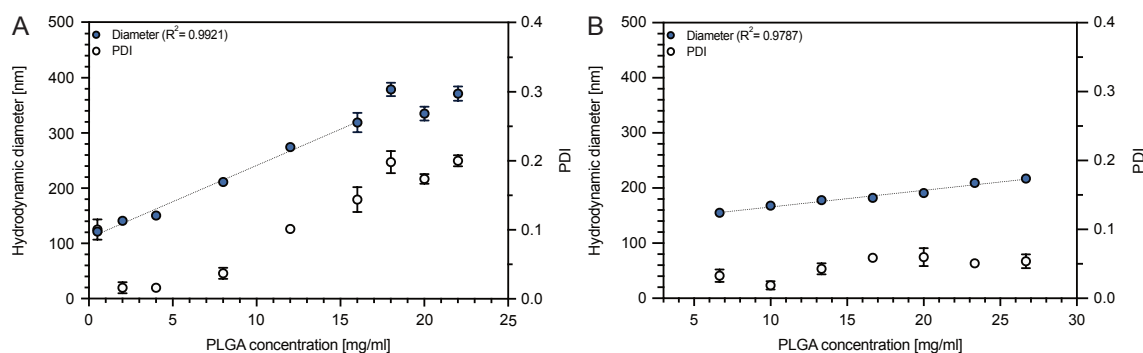 A
Diameter (R²= 0.9921)
PDI
Hydrodynamic diameter [nm]
500
400
300
200
100
0
0.4
0.3
0.2
0.1
0.0
PDI
0 5 10 15 20 25
PLGA concentration [mg/ml]
B
Diameter (R²= 0.9787)
PDI
Hydrodynamic diameter [nm]
500
400
300
200
100
0
0.4
0.3
0.2
0.1
0.0
PDI
5 10 15 20 25 30
PLGA concentration [mg/ml]